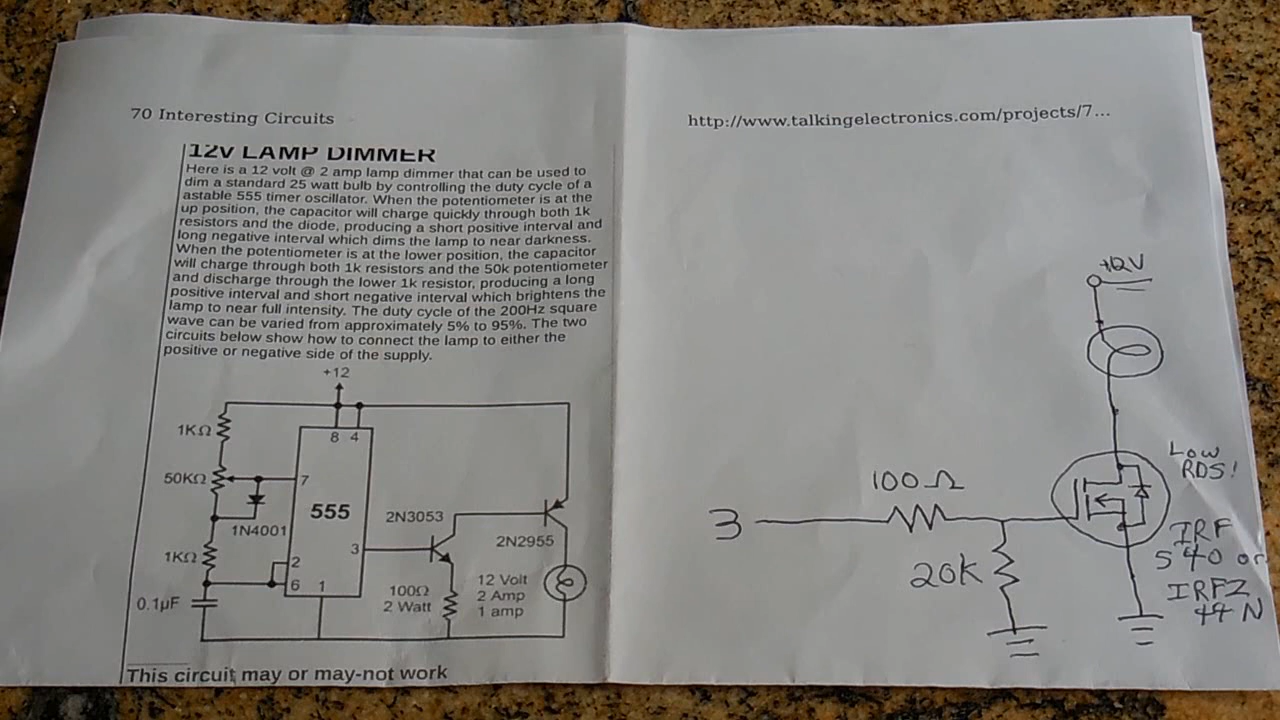 70 Interesting Circuits
http://www.talkingelectronics.com/projects/7...
12V LAMP DIMMER
Here is a 12 volt @ 2 amp lamp dimmer that can be used to
dim a standard 25 watt bulb by controlling the duty cycle of a
astable 555 timer oscillator. When the potentiometer is at the
up position, the capacitor will charge quickly through both 1k
resistors and the diode, producing a short positive interval and
long negative interval which dims the lamp to near darkness.
When the potentiometer is at the lower position, the capacitor
will charge through both 1k resistors and the 50k potentiometer
and discharge through the lower 1k resistor, producing a long
positive interval and short negative interval which brightens the
lamp to near full intensity. The duty cycle of the 200Hz square
wave can be varied from approximately 5% to 95%. The two
circuits below show how to connect the lamp to either the
positive or negative side of the supply.
+12
1KΩ
8 4
50KΩ
7
555
1N4001
2N3053
2N2955
3
1KΩ
2
6
1
0.1µF
100Ω
2 Watt
12 Volt
2 Amp
1 amp
This circuit may or may-not work
+12V
LOW
RDS!
100Ω
3
20K
IRF
540 or
IRFZ
44N